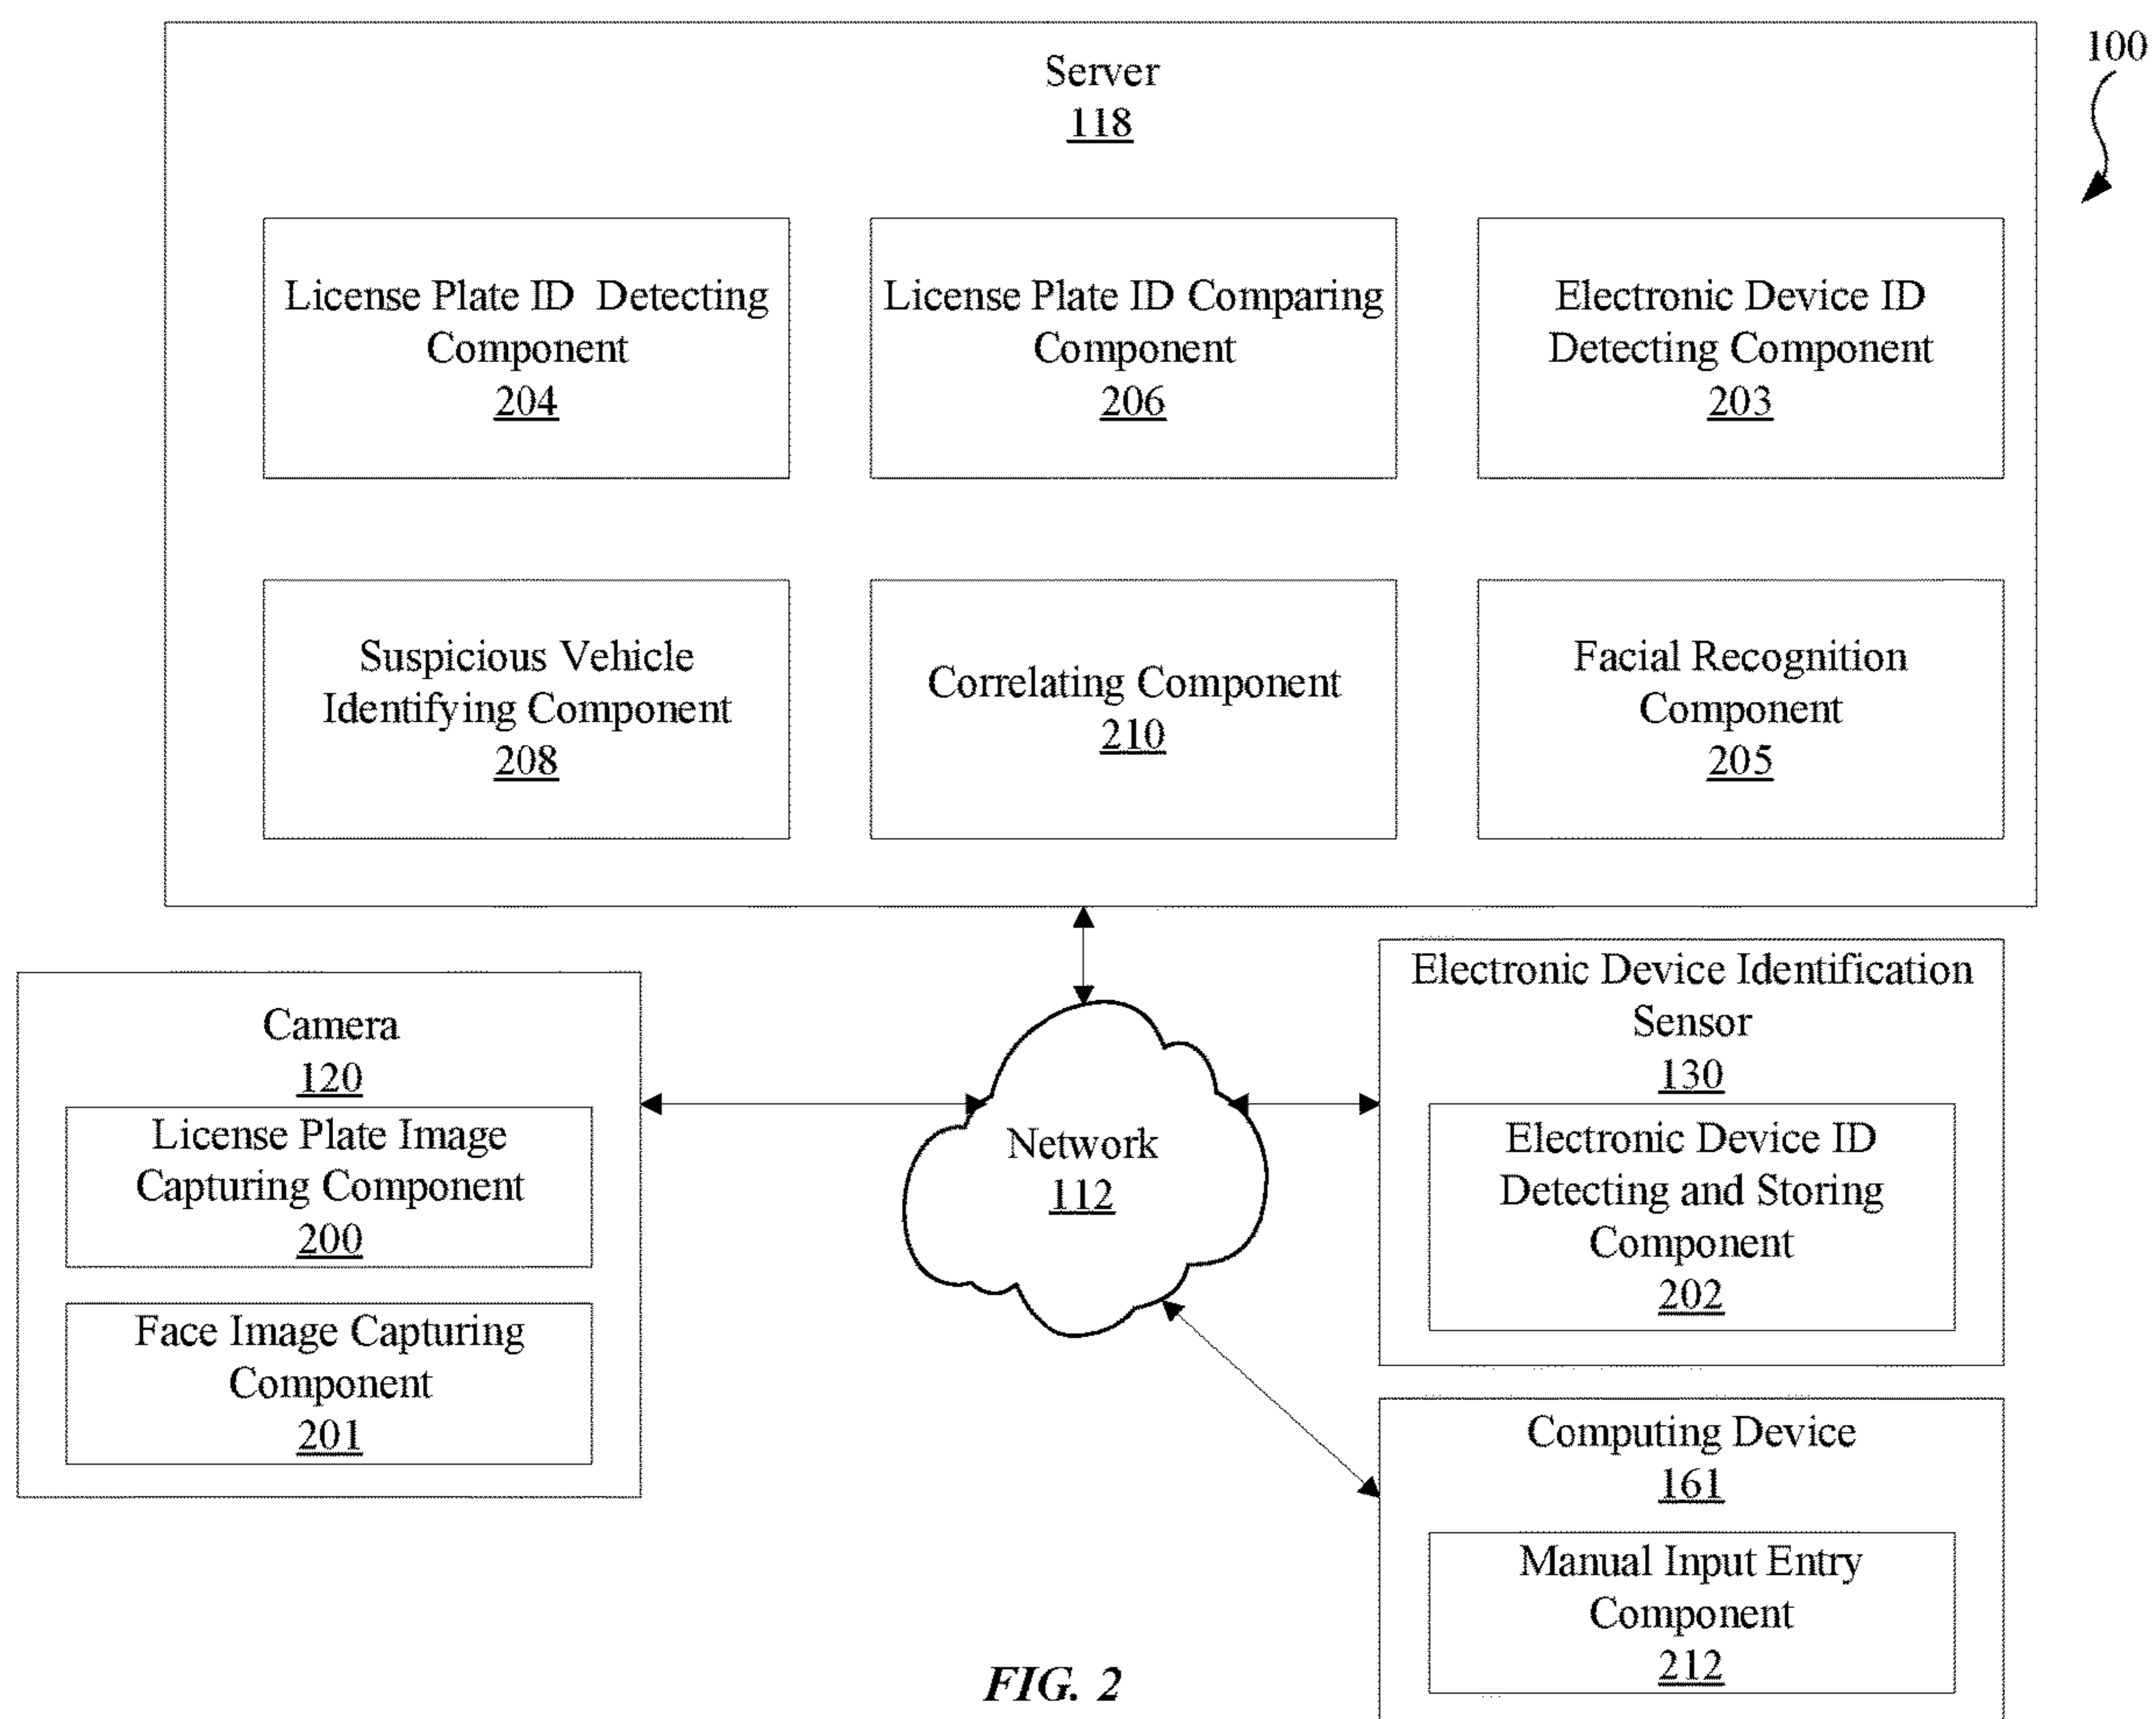 100
Server
118
License Plate ID Detecting
Component
204
License Plate ID Comparing
Component
206
Electronic Device ID
Detecting Component
203
Suspicious Vehicle
Identifying Component
208
Correlating Component
210
Facial Recognition
Component
205
Camera
120
License Plate Image
Capturing Component
200
Face Image Capturing
Component
201
Network
112
Electronic Device Identification
Sensor
130
Electronic Device ID
Detecting and Storing
Component
202
Computing Device
161
Manual Input Entry
Component
212
FIG. 2